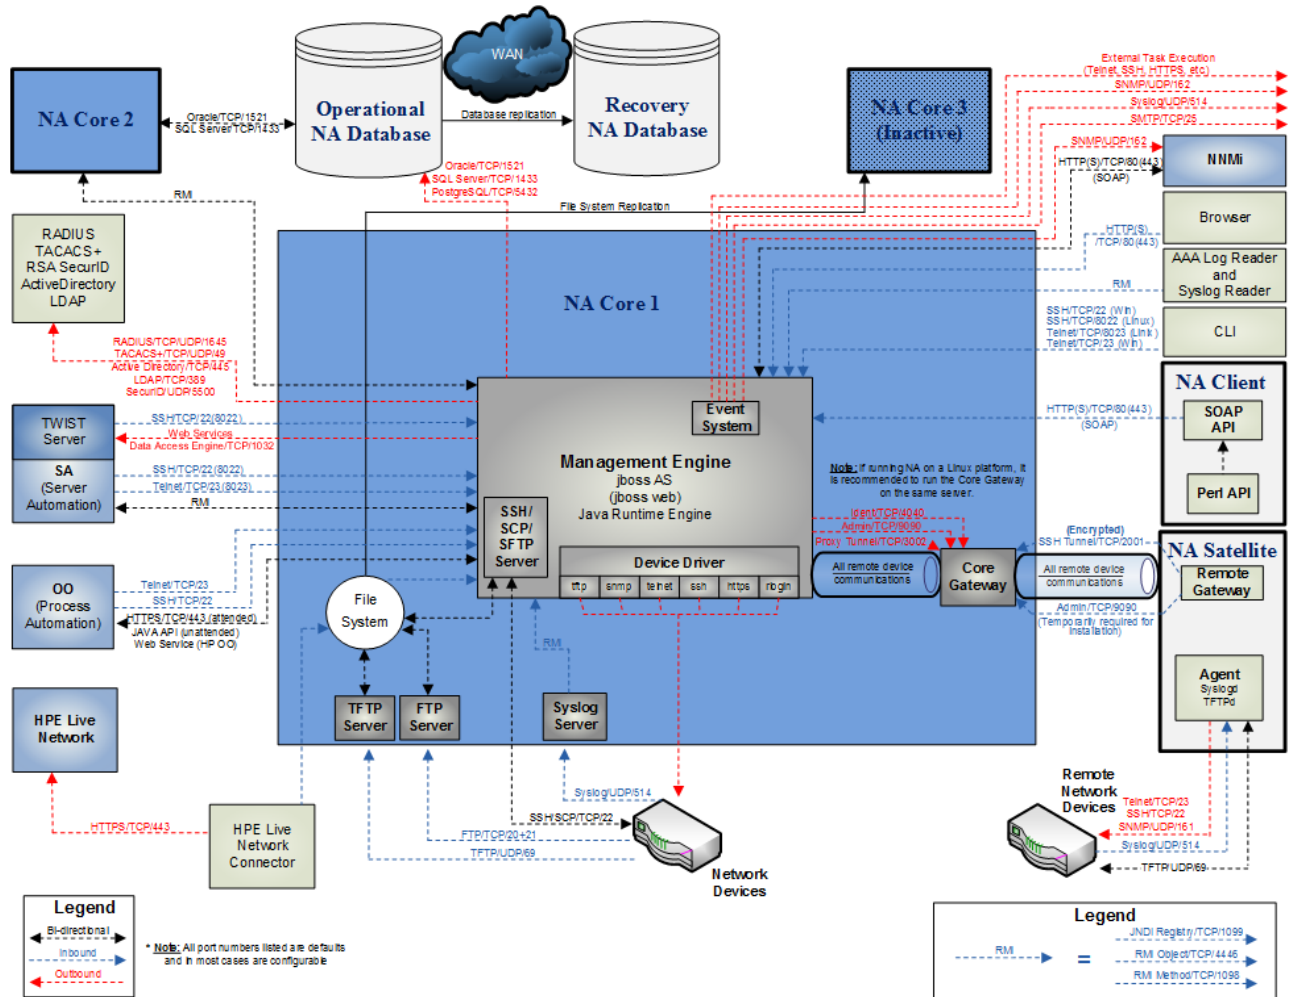 WAN
External Task Execution
(Telnet, SSH, HTTPS, etc.)
SNMP/UDP/162
Syslog/UDP/514
SMTP/TCP/25
NA Core 2
Oracle/TCP/1521
SQL Server/TCP/1433
Operational
NA Database
Database replication
Recovery
NA Database
NA Core 3
(Inactive)
SNMP/UDP/162
HTTP(S)/TCP/80(443)
(SOAP)
NNMi
Oracle/TCP/1521
SQL Server/TCP/1433
PostgreSQL/TCP/5432
RMI
File System Replication
Browser
HTTP(S)
/TCP/80(443)
RADIUS
TACACS+
RSA SecurID
ActiveDirectory
LDAP
AAA Log Reader
and
Syslog Reader
RMI
NA Core 1
SSH/TCP/22 (Win)
SSH/TCP/8022 (Linux)
Telnet/TCP/8023 (Link)
Telnet/TCP/23 (Win)
CLI
RADIUS/TCP/UDP/1645
TACACS+/TCP/UDP/49
Active Directory/TCP/445
LDAP/TCP/389
SecurID/UDP/5500
NA Client
SOAP
API
Perl API
HTTP(S)/TCP/80(443)
(SOAP)
TWIST
Server
SSH/TCP/22(8022)
Web Services
Data Access Engine/TCP/1032
Event
System
SA
(Server
Automation)
SSH/TCP/22(8022)
Telnet/TCP/23(8023)
RMI
Management Engine
jboss AS
(jboss web)
Java Runtime Engine
SSH/
SCP/
SFTP
Server
Note: If running NA on a Linux platform, it
is recommended to run the Core Gateway
on the same server.
Ident/TCP/4040
Admin/TCP/9090
Proxy Tunnel/TCP/3002
(Encrypted)
SSH Tunnel/TCP/2001
NA Satellite
Device Driver
tftp
snmp
telnet
ssh
https
rlogin
All remote device
communications
Core
Gateway
All remote device
communications
Remote
Gateway
Admin/TCP/9090
(Temporarily required for
Installation)
OO
(Process
Automation)
Telnet/TCP/23
SSH/TCP/22
HTTPS/TCP/443 (attended)
JAVA API (unattended)
Web Service (HP OO)
File
System
RMI
Agent
Syslogd
TFTPd
HPE Live
Network
TFTP
Server
FTP
Server
Syslog
Server
Syslog/UDP/514
SSH/SCP/TCP/22
FTP/TCP/20+21
TFTP/UDP/69
Network
Devices
Remote
Network
Devices
Telnet/TCP/23
SSH/TCP/22
SNMP/UDP/161
Syslog/UDP/514
TFTP/UDP/69
HTTPS/TCP/443
HPE Live
Network
Connector
Legend
Bi-directional
Inbound
Outbound
* Note: All port numbers listed are defaults
and in most cases are configurable
Legend
RMI
=
JNDI Registry/TCP/1099
RMI Object/TCP/4446
RMI Method/TCP/1098